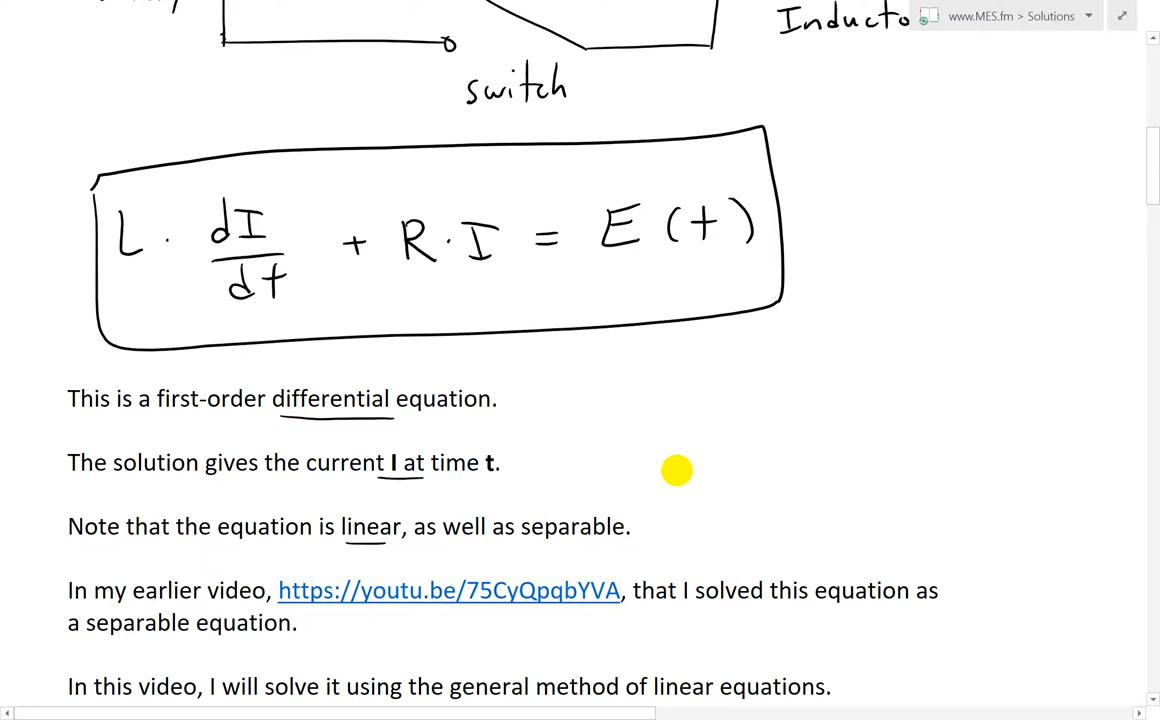 Inducto
www.MES.fm > Solutions
switch
L · dI/dt + R · I = E (t)
This is a first-order differential equation.
The solution gives the current I at time t.
Note that the equation is linear, as well as separable.
In my earlier video, https://youtu.be/75CyQpqbYVA, that I solved this equation as
a separable equation.
In this video, I will solve it using the general method of linear equations.